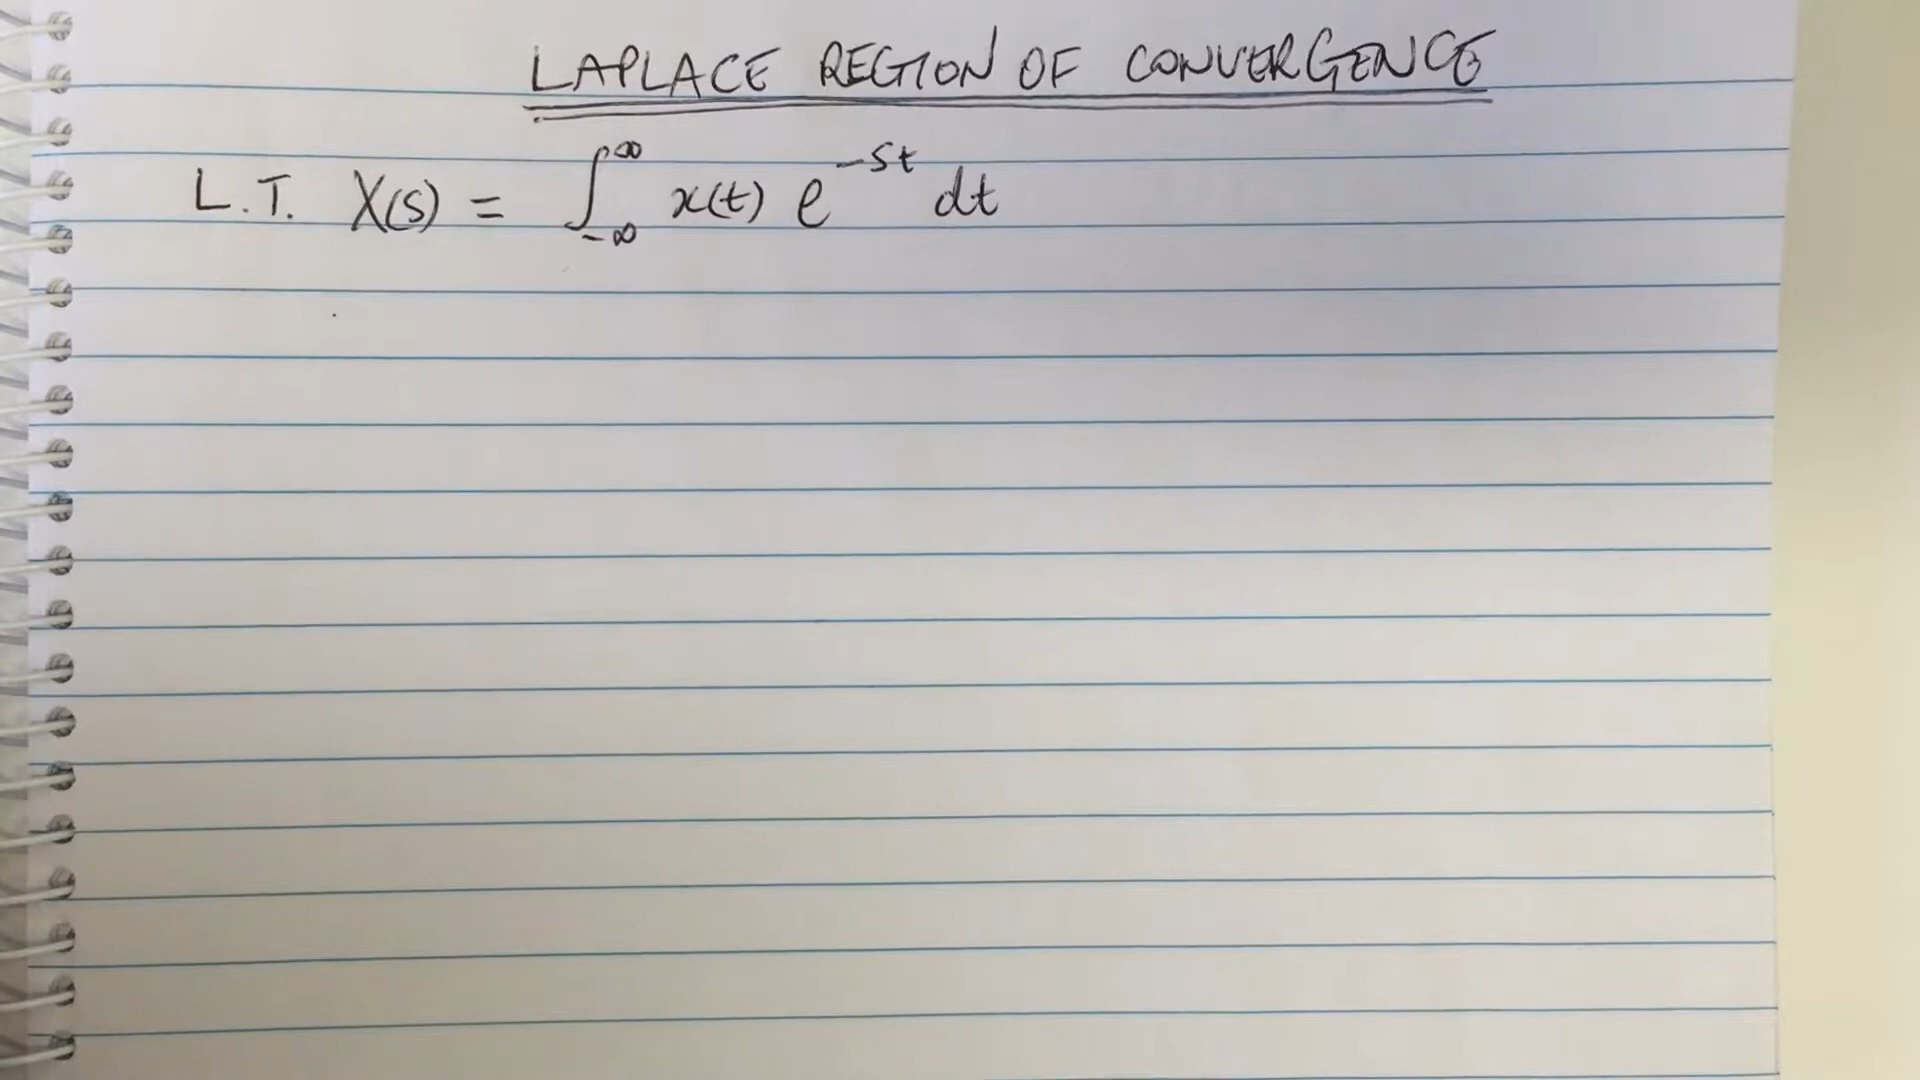 LAPLACE REGION OF CONVERGENCE
L.T. X(s) = ∫_{-∞}^{∞} x(t) e^{-st} dt